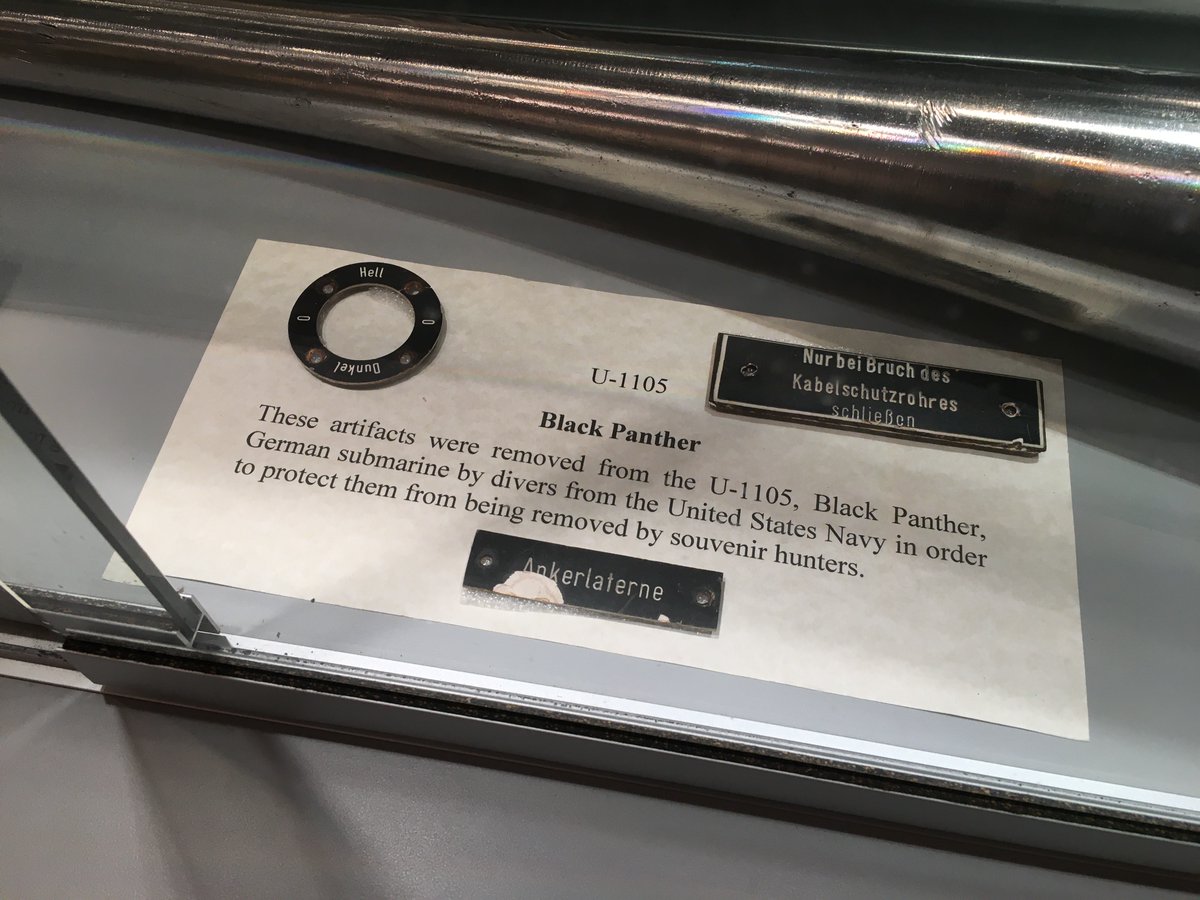 Hell
0
0
Dunkel
U-1105
Black Panther
Nur bei Bruch des
Kabelschutzrohres
schließen
These artifacts were removed from the U-1105, Black Panther,
German submarine by divers from the United States Navy in order
to protect them from being removed by souvenir hunters.
Ankerlaterne